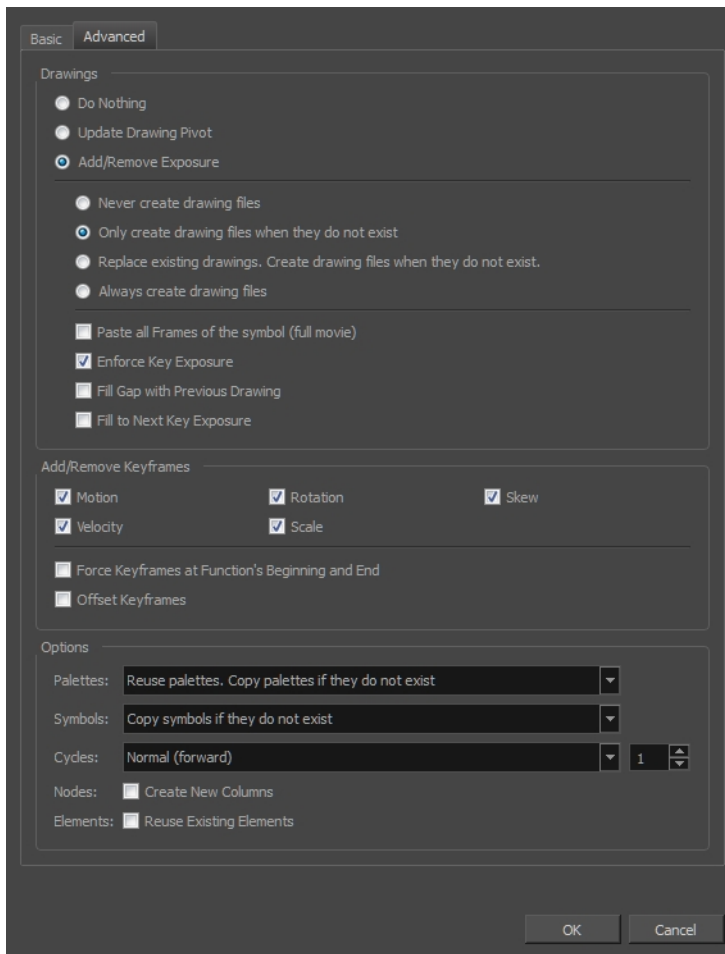 Basic Advanced
Drawings
Do Nothing
Update Drawing Pivot
Add/Remove Exposure
Never create drawing files
Only create drawing files when they do not exist
Replace existing drawings. Create drawing files when they do not exist.
Always create drawing files
Paste all Frames of the symbol (full movie)
Enforce Key Exposure
Fill Gap with Previous Drawing
Fill to Next Key Exposure
Add/Remove Keyframes
Motion Rotation Skew
Velocity Scale
Force Keyframes at Function's Beginning and End
Offset Keyframes
Options
Palettes: Reuse palettes. Copy palettes if they do not exist
Symbols: Copy symbols if they do not exist
Cycles: Normal (forward) 1
Nodes: Create New Columns
Elements: Reuse Existing Elements
OK Cancel